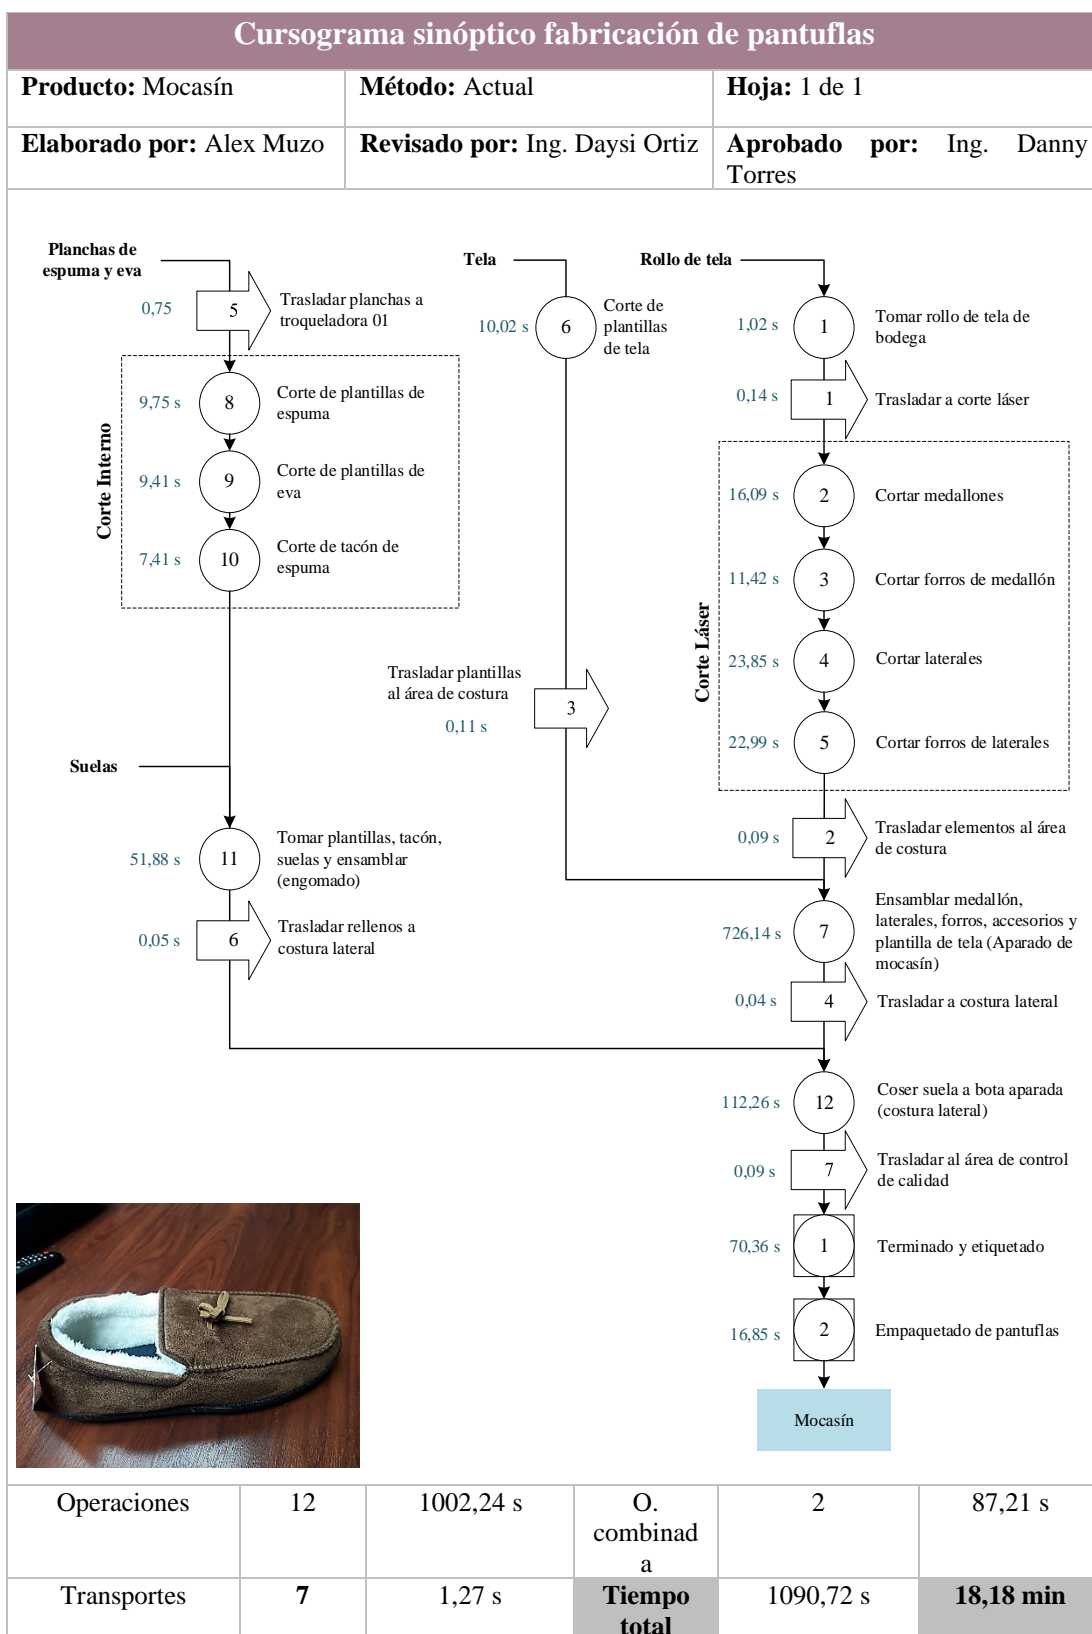 Cursograma sinóptico fabricación de pantuflas
Producto: Mocasín
Método: Actual
Hoja: 1 de 1
Elaborado por: Alex Muzo
Revisado por: Ing. Daysi Ortiz
Aprobado por: Ing. Danny
Torres
Planchas de
espuma y eva
0,75
5
Trasladar planchas a
troqueladora 01
Corte Interno
9,75 s
8
Corte de plantillas de
espuma
9,41 s
9
Corte de plantillas de
eva
7,41 s
10
Corte de tacón de
espuma
Suelas
51,88 s
11
Tomar plantillas, tacón,
suelas y ensamblar
(engomado)
0,05 s
6
Trasladar rellenos a
costura lateral
Tela
10,02 s
6
Corte de
plantillas
de tela
Trasladar plantillas
al área de costura
0,11 s
3
Rollo de tela
1,02 s
1
Tomar rollo de tela de
bodega
0,14 s
1
Trasladar a corte láser
Corte Láser
16,09 s
2
Cortar medallones
11,42 s
3
Cortar forros de medallón
23,85 s
4
Cortar laterales
22,99 s
5
Cortar forros de laterales
0,09 s
2
Trasladar elementos al área
de costura
726,14 s
7
Ensamblar medallón,
laterales, forros, accesorios y
plantilla de tela (Aparado de
mocasín)
0,04 s
4
Trasladar a costura lateral
112,26 s
12
Coser suela a bota aparada
(costura lateral)
0,09 s
7
Trasladar al área de control
de calidad
70,36 s
1
Terminado y etiquetado
16,85 s
2
Empaquetado de pantuflas
Mocasín
Operaciones
12
1002,24 s
O.
combinad
a
2
87,21 s
Transportes
7
1,27 s
Tiempo
total
1090,72 s
18,18 min